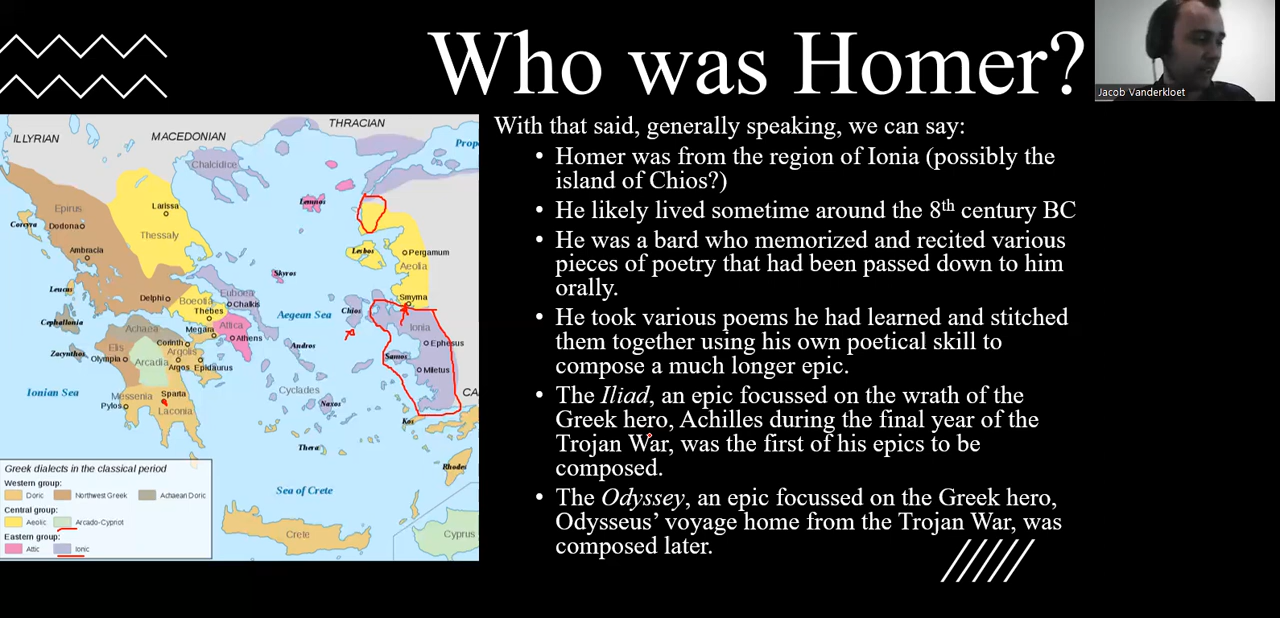 Who was Homer?
Jacob Vanderkloet
With that said, generally speaking, we can say:
• Homer was from the region of Ionia (possibly the
island of Chios?)
• He likely lived sometime around the 8th century BC
• He was a bard who memorized and recited various
pieces of poetry that had been passed down to him
orally.
• He took various poems he had learned and stitched
them together using his own poetical skill to
compose a much longer epic.
• The Iliad, an epic focussed on the wrath of the
Greek hero, Achilles during the final year of the
Trojan War, was the first of his epics to be
composed.
• The Odyssey, an epic focussed on the Greek hero,
Odysseus’ voyage home from the Trojan War, was
composed later.
THRACIAN
ILLYRIAN
MACEDONIAN
Prop
Chalcidice
Epirus
Larissa
Lemnos
Corcyra
Dodona
Thessaly
Ambracia
Lesbos
Pergamum
Aeolia
Skyros
Leucas
Delphi
Boeotia
Euboea
Chalkis
Smyrna
Thebes
Chios
Aegean Sea
Cephallonia
Achaea
Megara
Attica
Ionia
Corinth
Athens
Ephesus
Elis
Andros
Zacynthos
Olympia
Arcadia
Argolis
Samos
Argos
Epidaurus
Miletus
Ionian Sea
Messenia
Sparta
Cyclades
CA
Pylos
Laconia
Naxos
Kos
Thera
Rhodes
Sea of Crete
Crete
Cyprus
Greek dialects in the classical period
Western group:
Doric
Northwest Greek
Achaean Doric
Central group:
Aeolic
Arcado-Cypriot
Eastern group:
Attic
Ionic